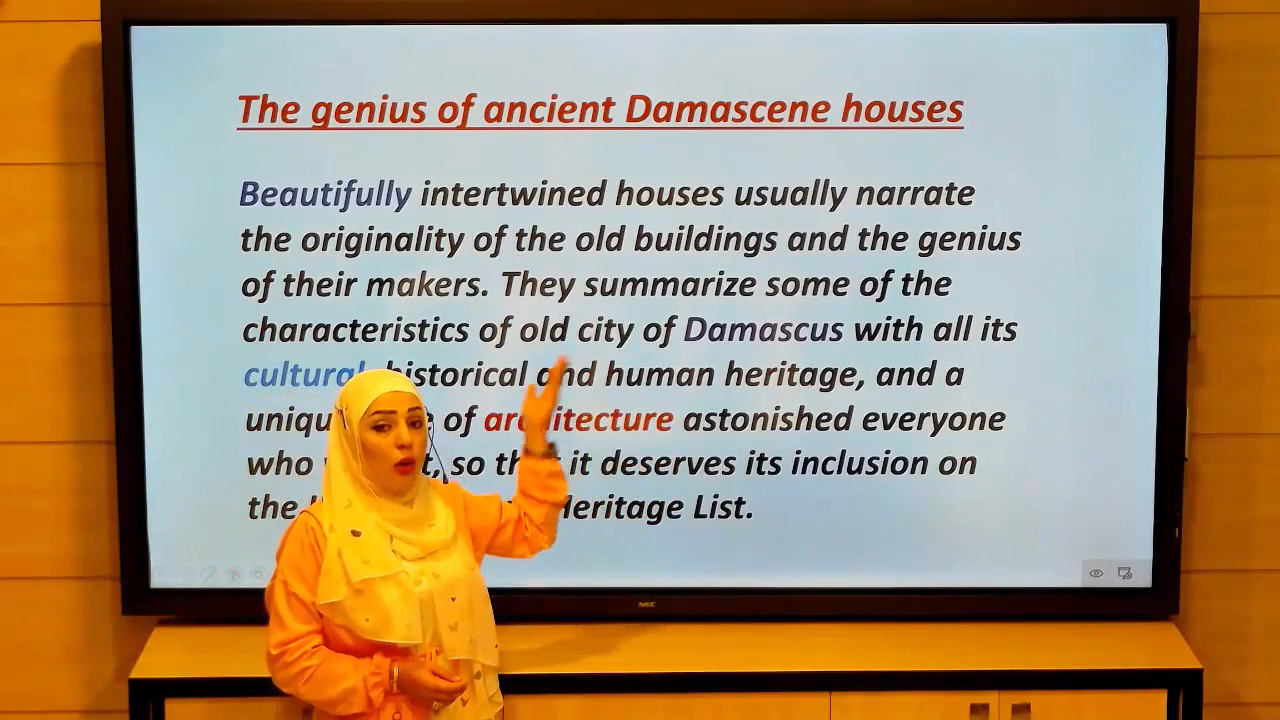 The genius of ancient Damascene houses
Beautifully intertwined houses usually narrate
the originality of the old buildings and the genius
of their makers. They summarize some of the
characteristics of old city of Damascus with all its
cultural historical and human heritage, and a
of architecture astonished everyone
who so it deserves its inclusion on
the Heritage List.
NEC